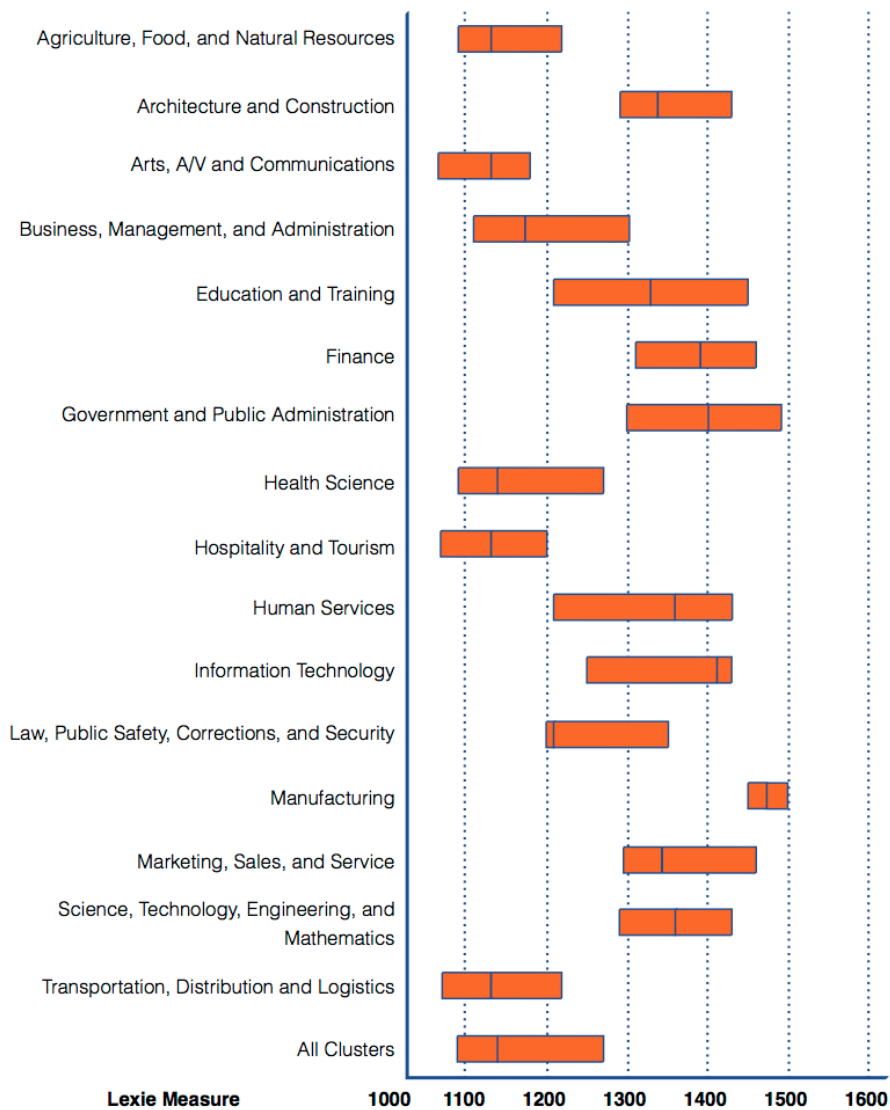 Agriculture, Food, and Natural Resources
Architecture and Construction
Arts, A/V and Communications
Business, Management, and Administration
Education and Training
Finance
Government and Public Administration
Health Science
Hospitality and Tourism
Human Services
Information Technology
Law, Public Safety, Corrections, and Security
Manufacturing
Marketing, Sales, and Service
Science, Technology, Engineering, and
Mathematics
Transportation, Distribution and Logistics
All Clusters
Lexie Measure 1000 1100 1200 1300 1400 1500 1600